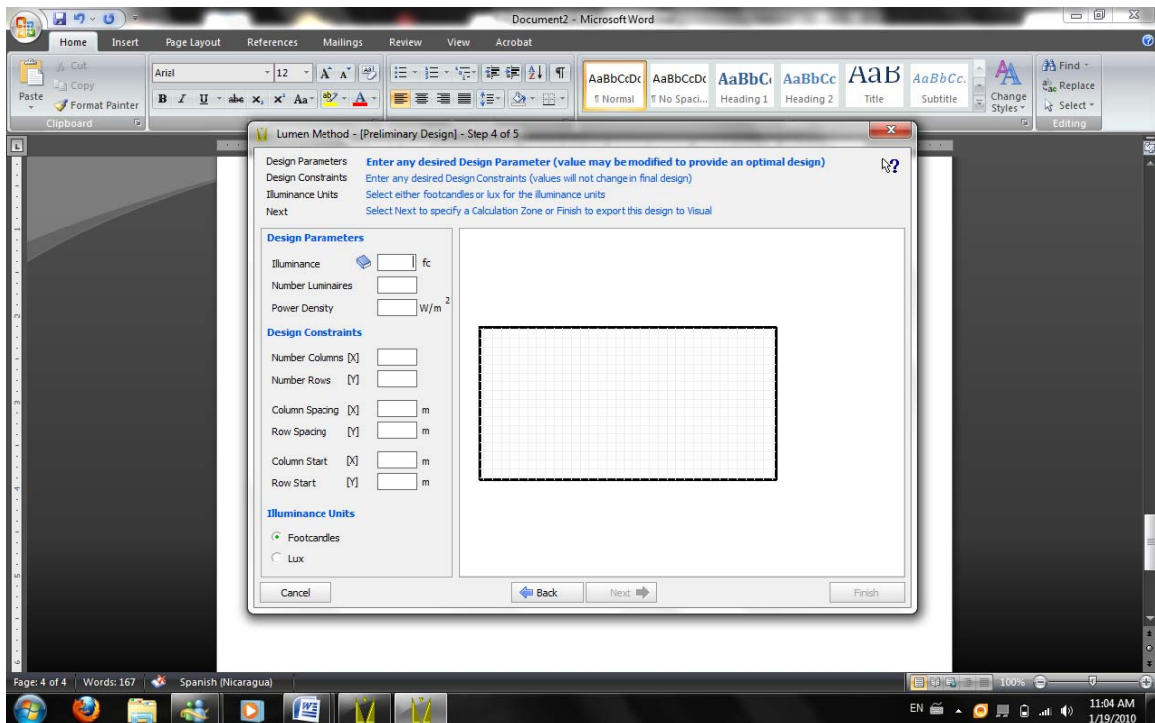 Document2 - Microsoft Word
Home Insert Page Layout References Mailings Review View Acrobat
Paste
Cut
Copy
Format Painter
Clipboard
Arial 12
B I U abc x₂ x² Aa A
AaBbCcDc AaBbCcDc AaBbC AaBbCc AaB AaBbCc.
¶ Normal ¶ No Spaci... Heading 1 Heading 2 Title Subtitle
Change Styles
Find
Replace
Select
Editing
Lumen Method - [Preliminary Design] - Step 4 of 5
Design Parameters Enter any desired Design Parameter (value may be modified to provide an optimal design)
Design Constraints Enter any desired Design Constraints (values will not change in final design)
Illuminance Units Select either footcandles or lux for the illuminance units
Next Select Next to specify a Calculation Zone or Finish to export this design to Visual
Design Parameters
Illuminance fc
Number Luminaires
Power Density W/m 2
Design Constraints
Number Columns [X]
Number Rows [Y]
Column Spacing [X] m
Row Spacing [Y] m
Column Start [X] m
Row Start [Y] m
Illuminance Units
Footcandles
Lux
Cancel Back Next Finish
Page: 4 of 4 Words: 167 Spanish (Nicaragua) 100%
EN 11:04 AM
1/19/2010